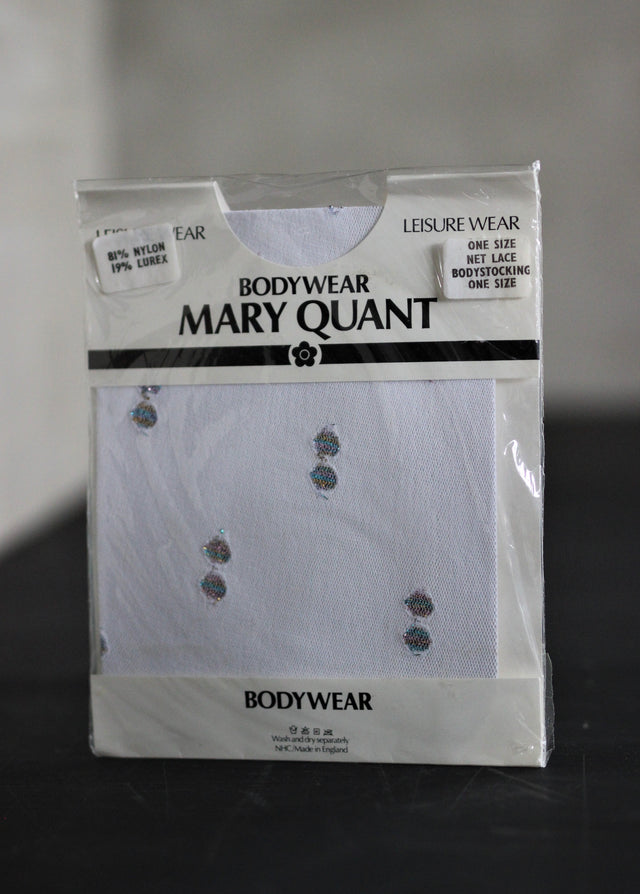 LEISURE WEAR
81% NYLON
19% LUREX
LEISURE WEAR
ONE SIZE
NET LACE
BODYSTOCKING
ONE SIZE
BODYWEAR
MARY QUANT
BODYWEAR
Wash and dry separately
NHC Made in England